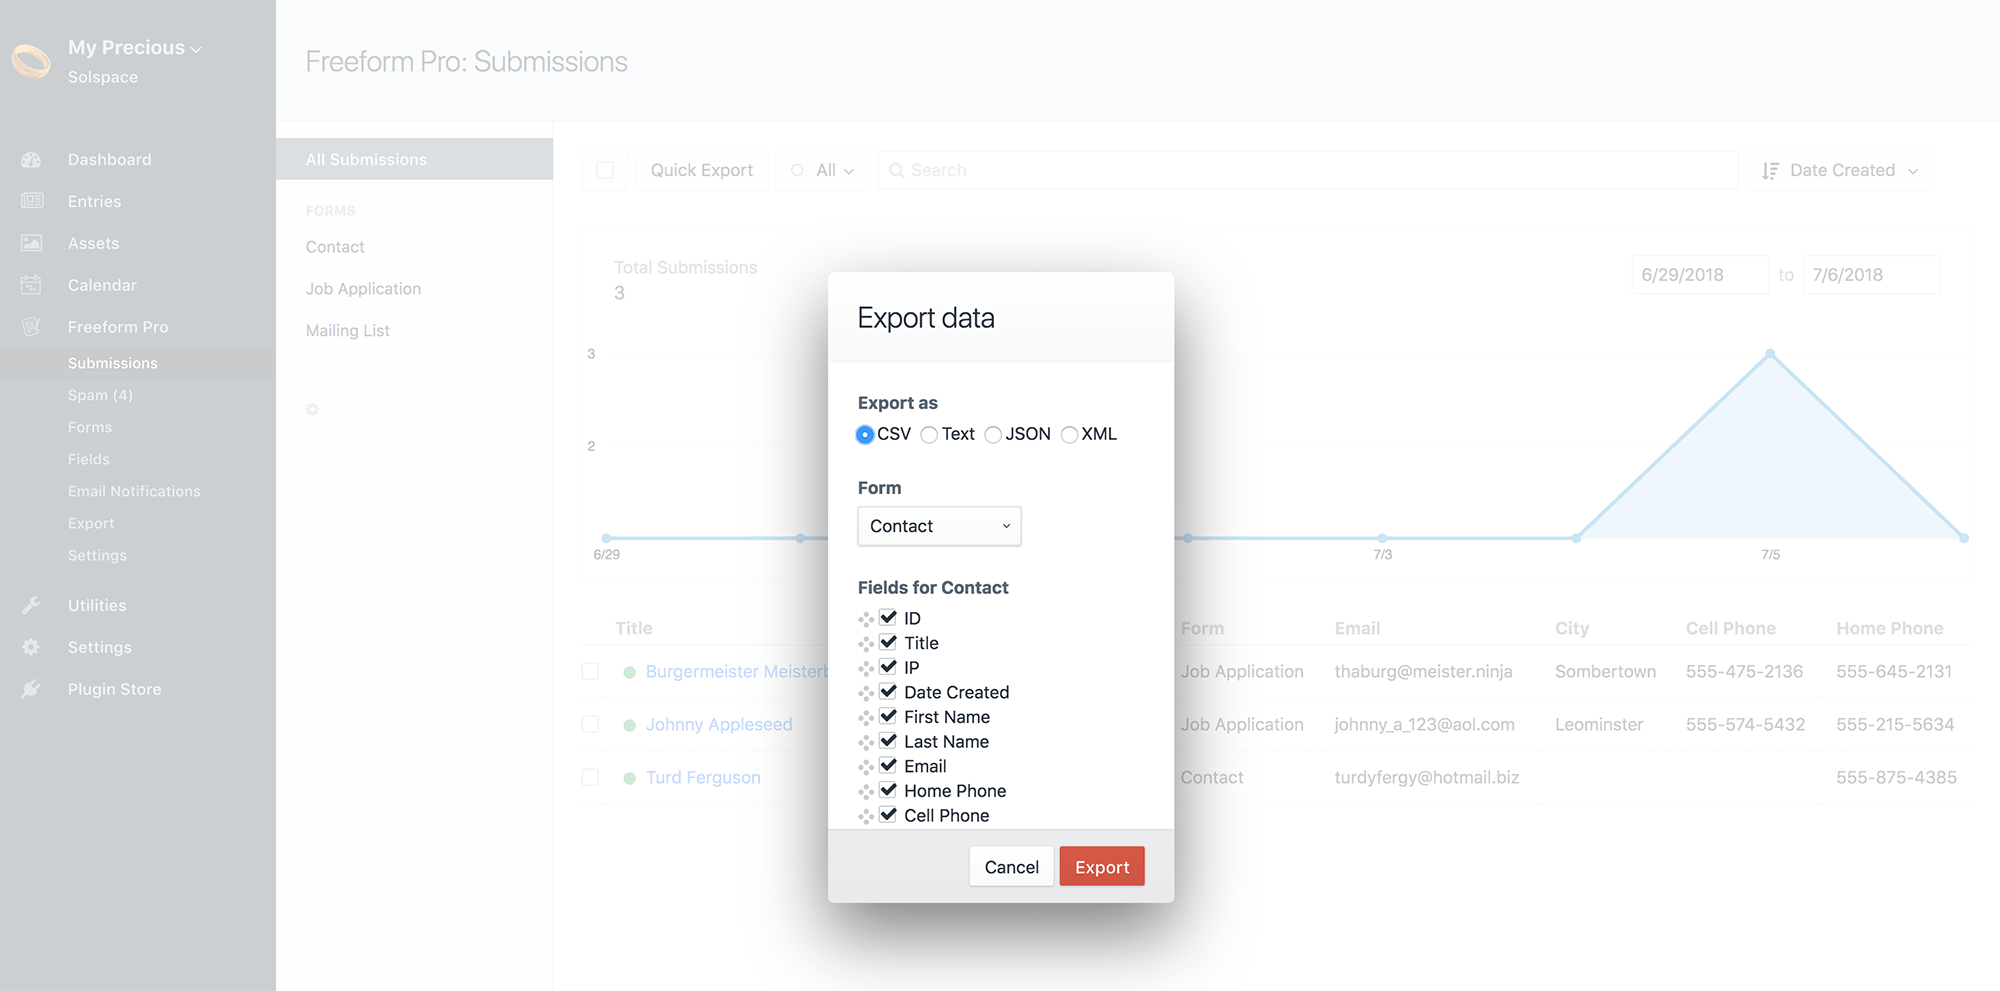 My Precious
Solspace
Dashboard
Entries
Assets
Calendar
Freeform Pro
Submissions
Spam (4)
Forms
Fields
Email Notifications
Export
Settings
Utilities
Settings
Plugin Store
Freeform Pro: Submissions
All Submissions
FORMS
Contact
Job Application
Mailing List
Quick Export
All
Search
Date Created
Total Submissions
3
6/29/2018 to 7/6/2018
3
2
6/29 7/3 7/5
Title Form Email City Cell Phone Home Phone
Burgermeister Job Application thaburg@meister.ninja Sombertown 555-475-2136 555-645-2131
Johnny Appleseed Job Application johnny_a_123@aol.com Leominster 555-574-5432 555-215-5634
Turd Ferguson Contact turdyfergy@hotmail.biz 555-875-4385
Export data
Export as
CSV Text JSON XML
Form
Contact
Fields for Contact
ID
Title
IP
Date Created
First Name
Last Name
Email
Home Phone
Cell Phone
Cancel Export